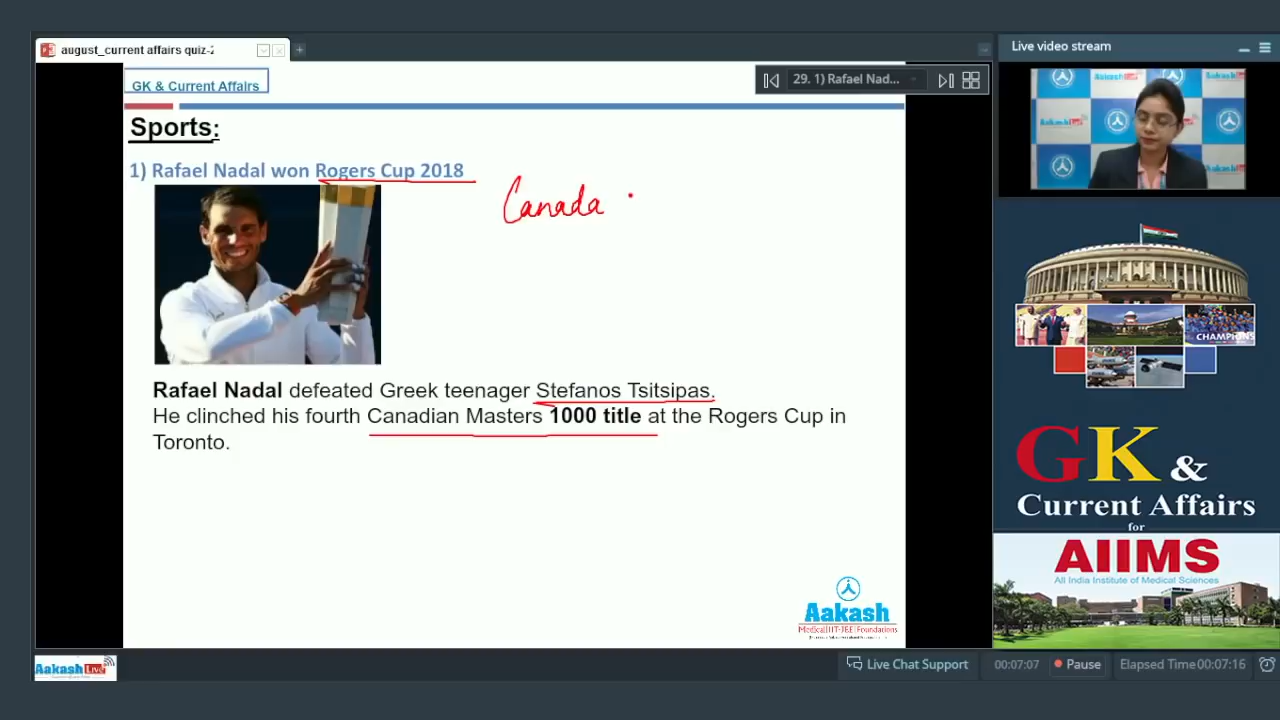 august_current affairs quiz-2
Live video stream
GK & Current Affairs
29. 1) Rafael Nad...
Sports:
1) Rafael Nadal won Rogers Cup 2018
Canada
Rafael Nadal defeated Greek teenager Stefanos Tsitsipas.
He clinched his fourth Canadian Masters 1000 title at the Rogers Cup in
Toronto.
Aakash
Medical|IIT-JEE|Foundations
CHAMPIONS
GK &
Current Affairs
for
AIIMS
All India Institute of Medical Sciences
Aakash Live
Live Chat Support
00:07:07
Pause
Elapsed Time 00:07:16